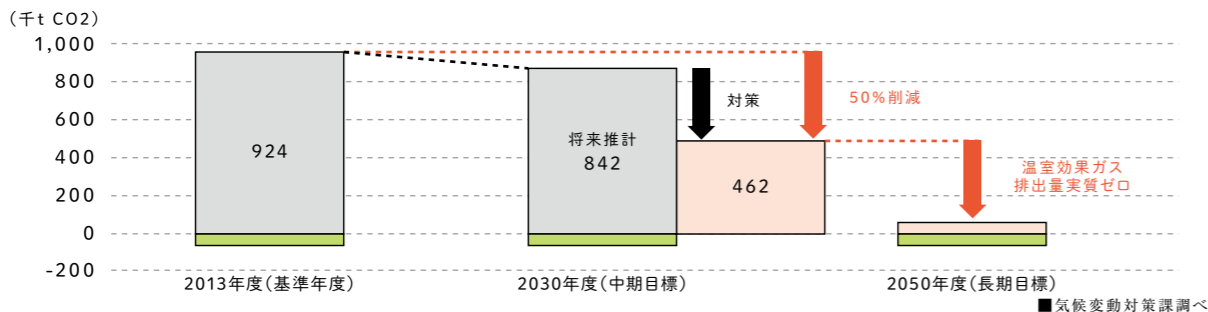 （千t CO2）
1,000
800
600
400
200
0
-200
924
将来推計
842
対策
462
50%削減
温室効果ガス
排出量実質ゼロ
2013年度（基準年度）
2030年度（中期目標）
2050年度（長期目標）
■気候変動対策課調べ